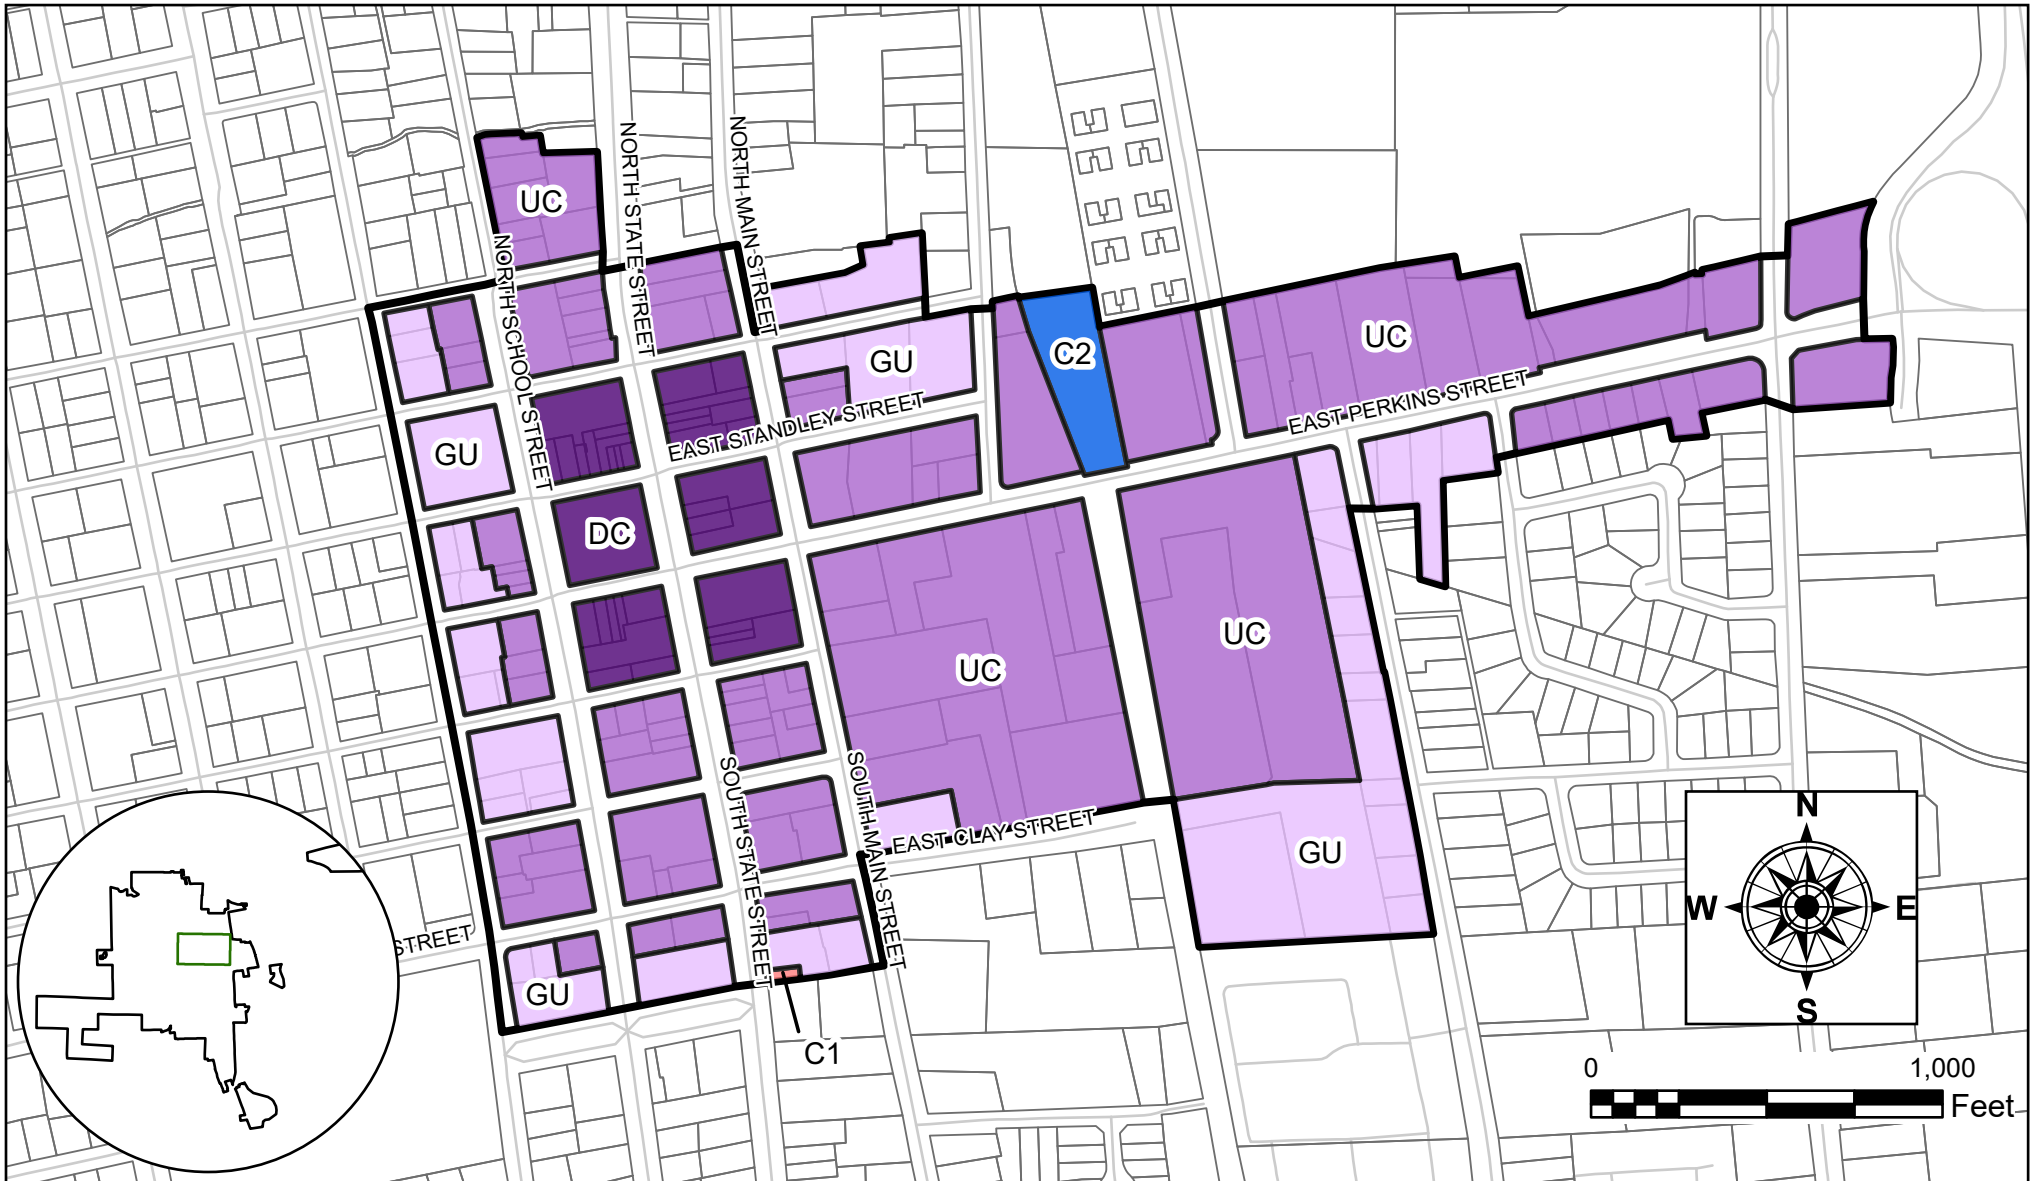 NORTH STATE STREET
NORTH MAIN STREET
UC
NORTH SCHOOL STREET
UC
C2
GU
EAST PERKINS STREET
EAST STANDLEY STREET
GU
DC
UC
UC
SOUTH STATE STREET
SOUTH MAIN STREET
EAST CLAY STREET
GU
STREET
GU
C1
N
W
E
S
0 1,000
Feet